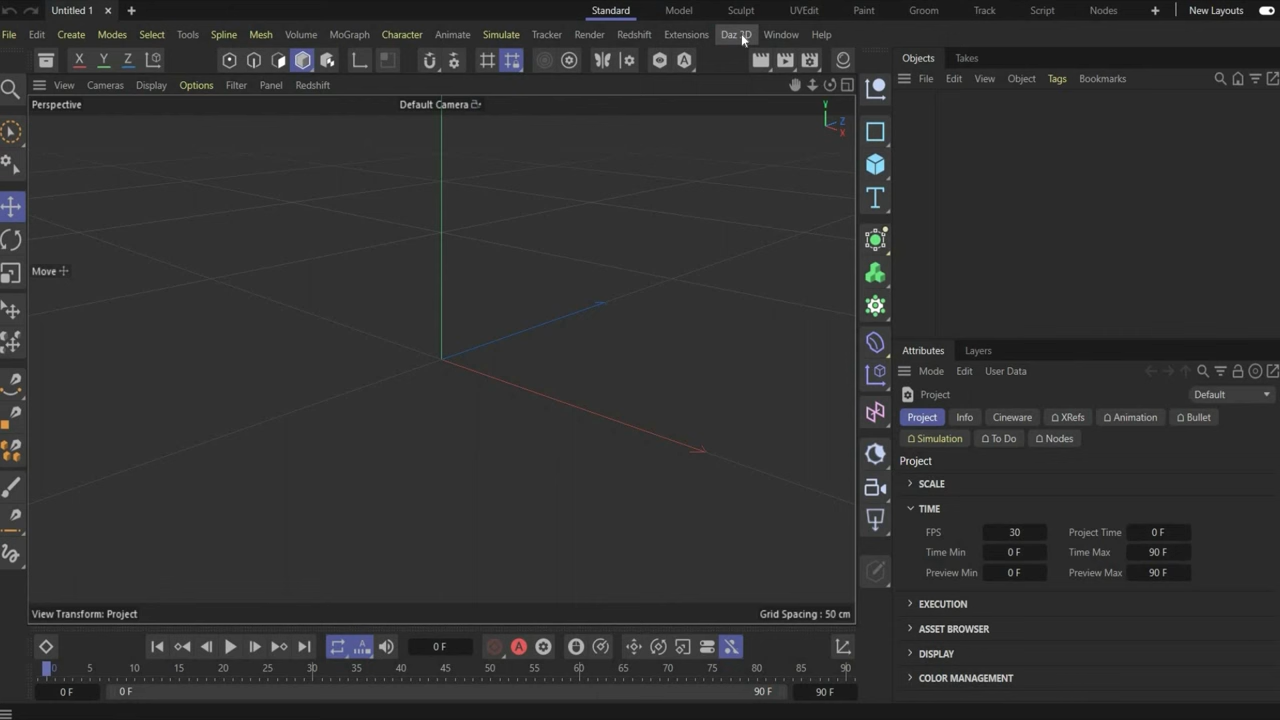 Untitled 1
Standard Model Sculpt UVEdit Paint Groom Track Script Nodes New Layouts
File Edit Create Modes Select Tools Spline Mesh Volume MoGraph Character Animate Simulate Tracker Render Redshift Extensions Daz 3D Window Help
X Y Z
Objects Takes
View Cameras Display Options Filter Panel Redshift
File Edit View Object Tags Bookmarks
Perspective
Default Camera
Y
Z
X
Move
Attributes Layers
Mode Edit User Data
Project
Default
Project Info Cineware XRefs Animation Bullet
Simulation To Do Nodes
Project
SCALE
TIME
FPS 30 Project Time 0 F
Time Min 0 F Time Max 90 F
Preview Min 0 F Preview Max 90 F
EXECUTION
ASSET BROWSER
DISPLAY
COLOR MANAGEMENT
View Transform: Project
Grid Spacing : 50 cm
0 F
0 5 10 15 20 25 30 35 40 45 50 55 60 65 70 75 80 85 90
0 F 0 F 90 F 90 F